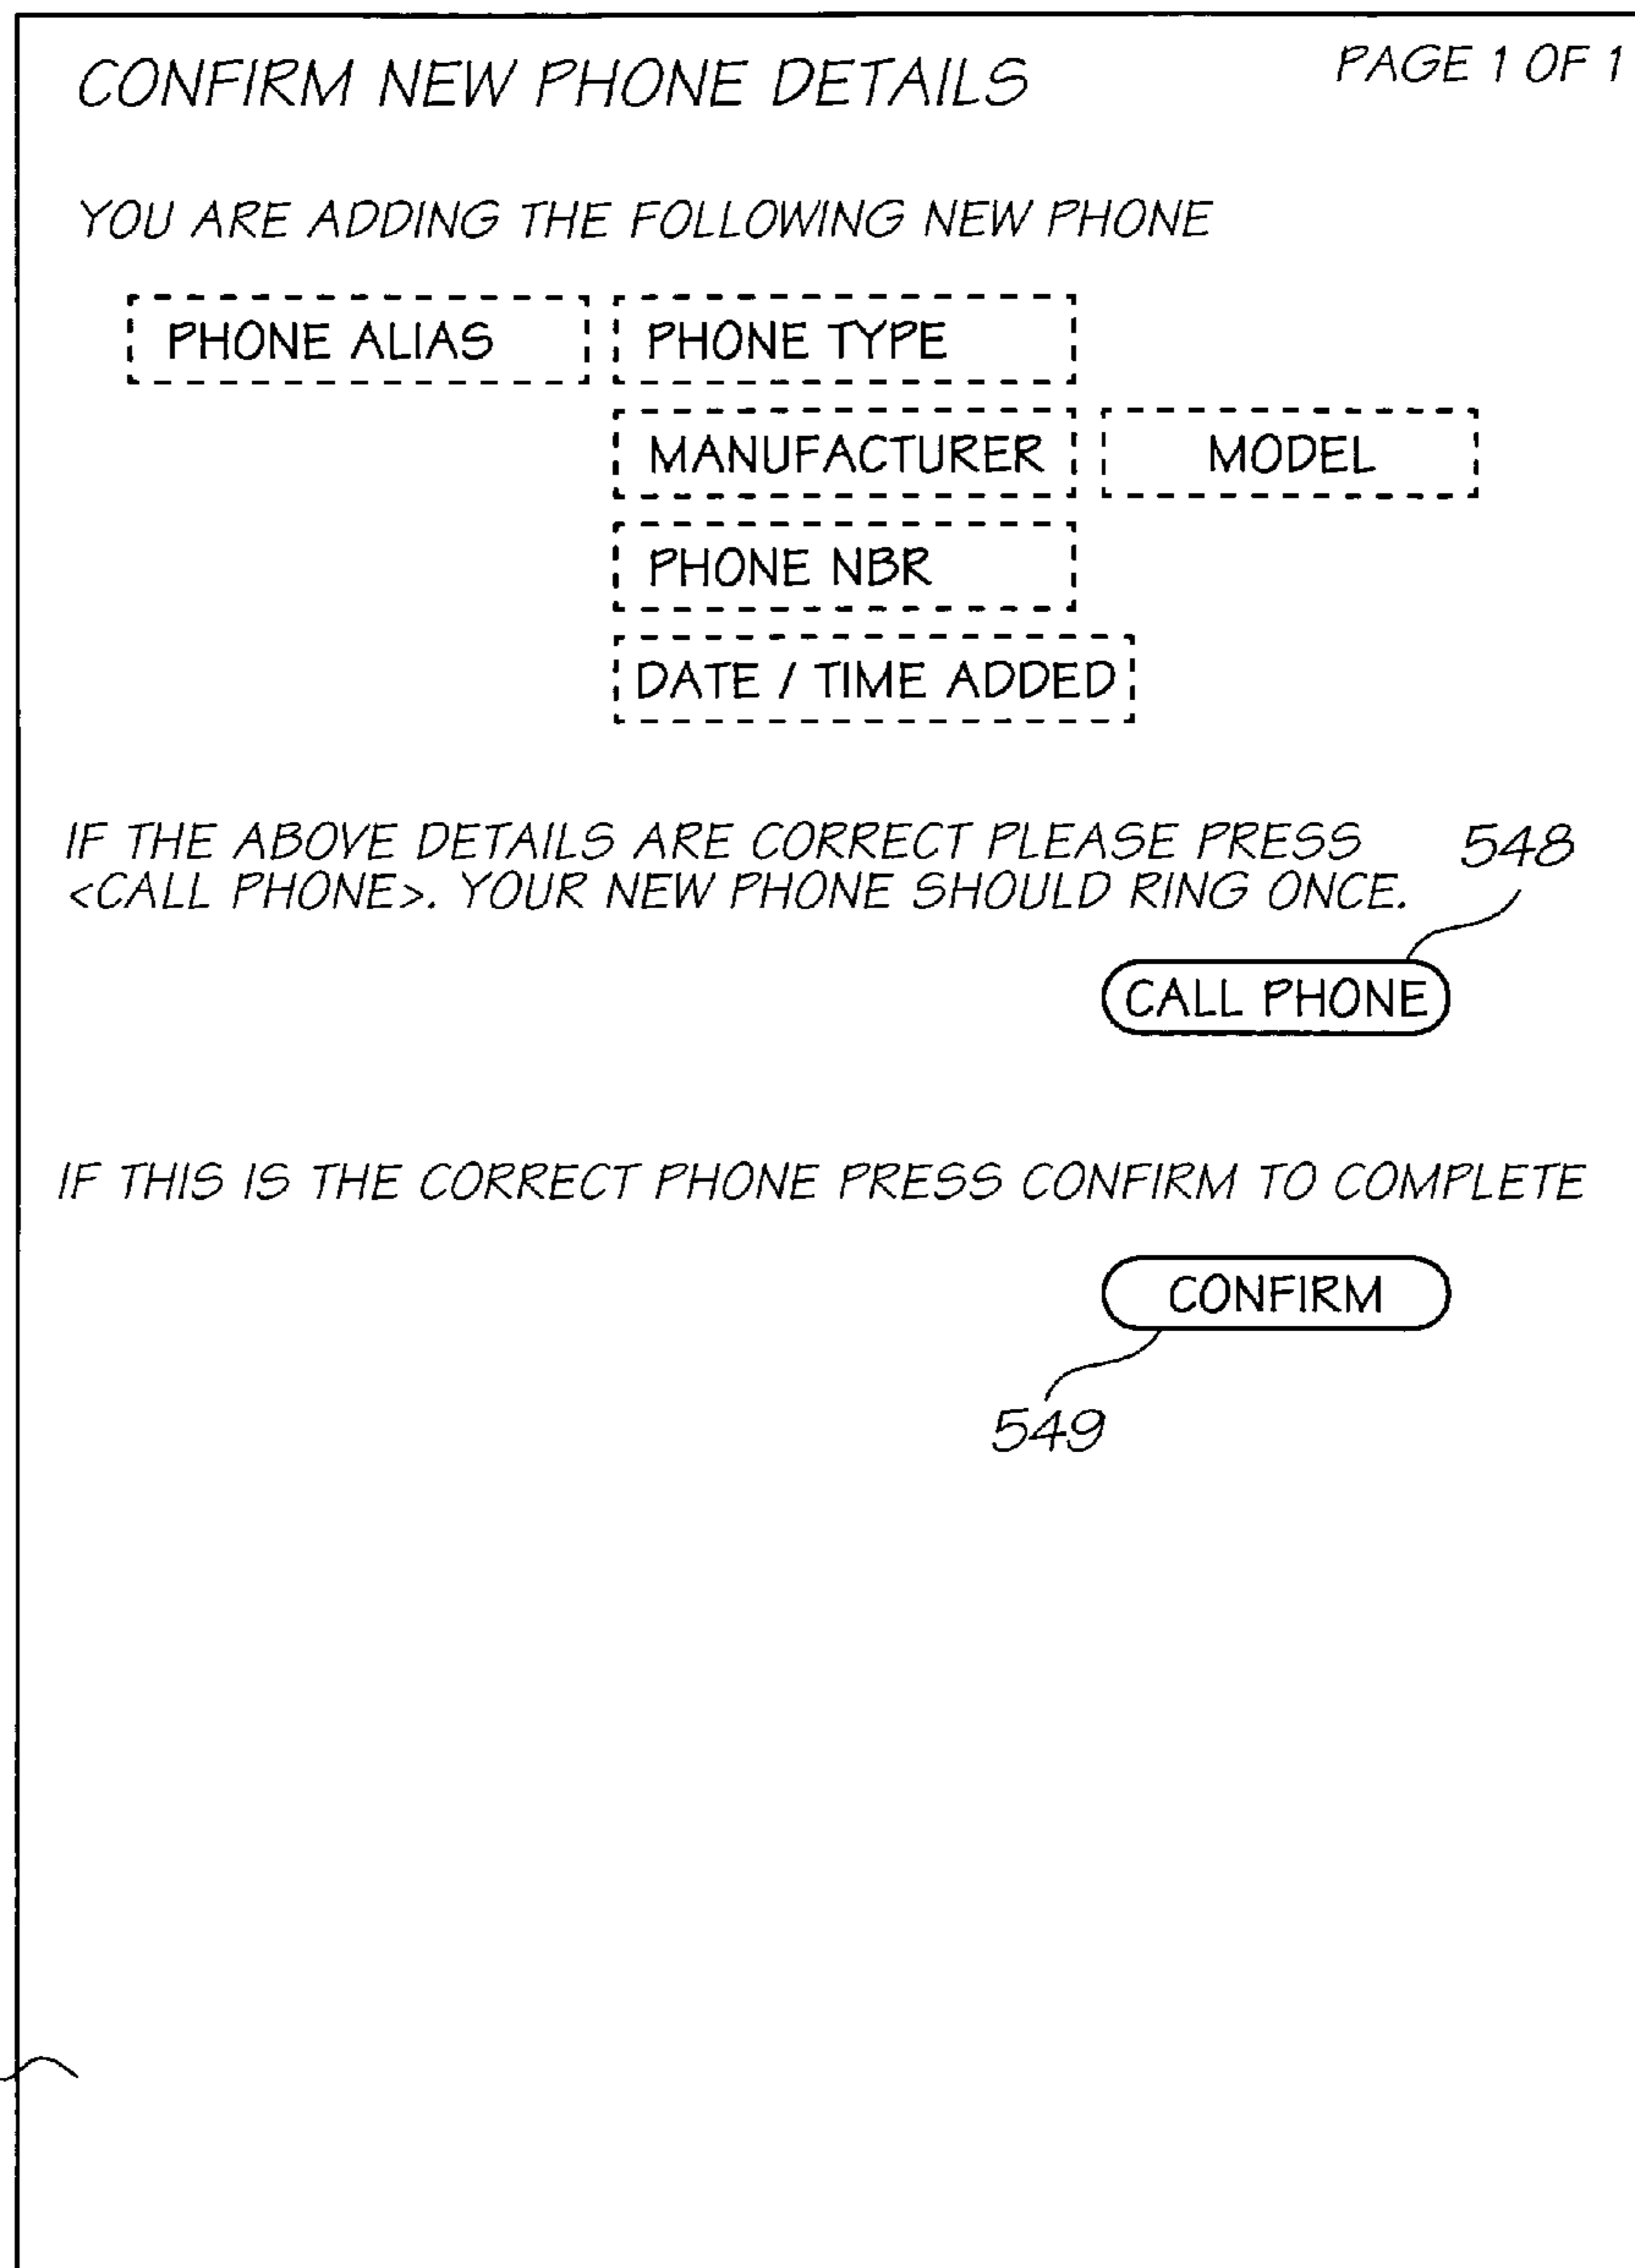 CONFIRM NEW PHONE DETAILS PAGE 1 OF 1
YOU ARE ADDING THE FOLLOWING NEW PHONE
PHONE ALIAS PHONE TYPE
MANUFACTURER MODEL
PHONE NBR
DATE / TIME ADDED
IF THE ABOVE DETAILS ARE CORRECT PLEASE PRESS 548
<CALL PHONE>. YOUR NEW PHONE SHOULD RING ONCE.
CALL PHONE
IF THIS IS THE CORRECT PHONE PRESS CONFIRM TO COMPLETE
CONFIRM
549